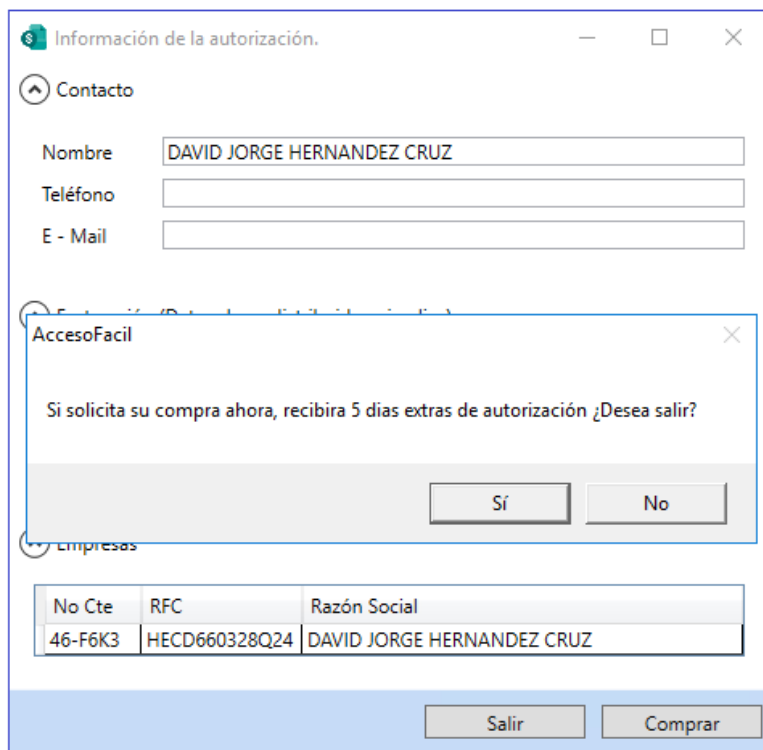 Información de la autorización.
Contacto
Nombre DAVID JORGE HERNANDEZ CRUZ
Teléfono
E - Mail
AccesoFacil
Si solicita su compra ahora, recibira 5 dias extras de autorización ¿Desea salir?
Sí No
Empresas
No Cte RFC Razón Social
46-F6K3 HECD660328Q24 DAVID JORGE HERNANDEZ CRUZ
Salir Comprar